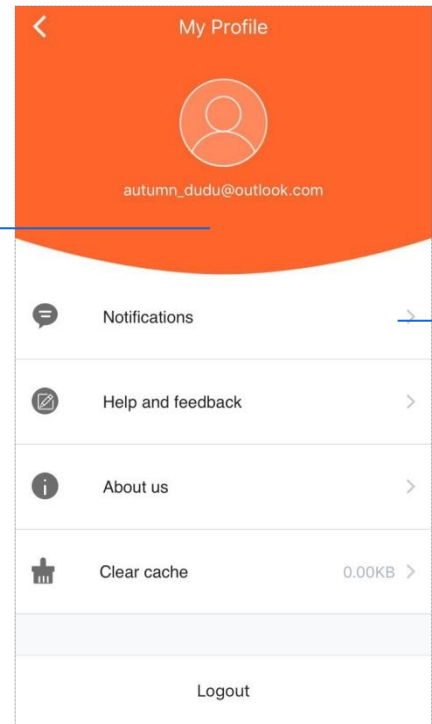 My Profile
autumn_dudu@outlook.com
Notifications
Help and feedback
About us
Clear cache 0.00KB
Logout